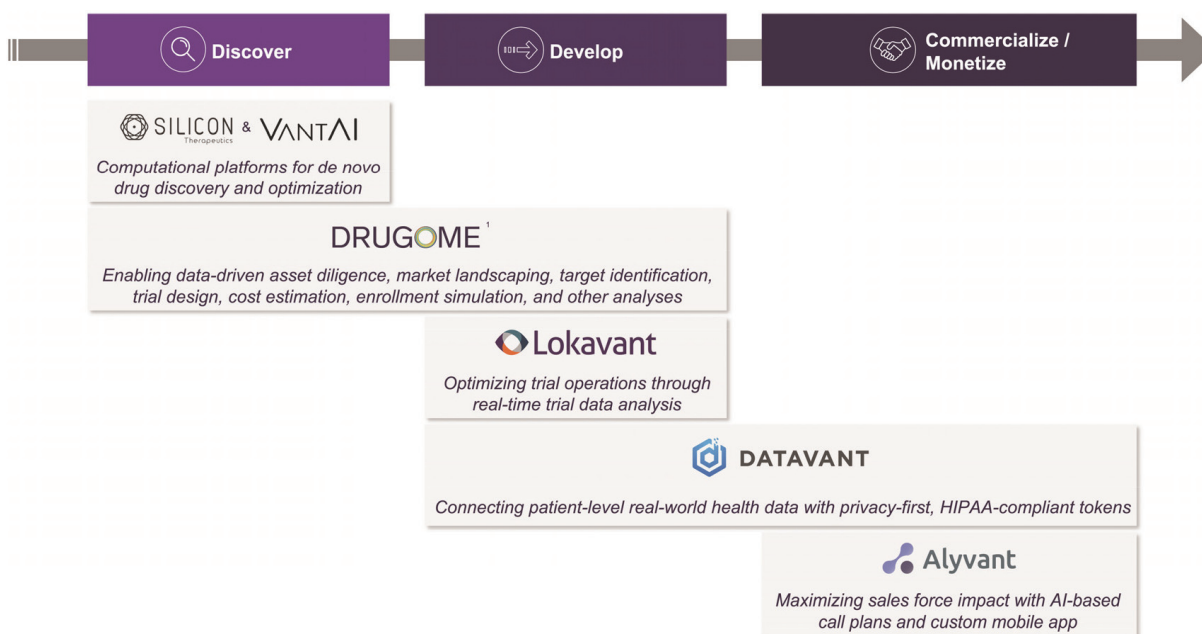 Discover
Develop
Commercialize /
Monetize
SILICON & VANTAI
Therapeutics
Computational platforms for de novo
drug discovery and optimization
DRUGOME 1
Enabling data-driven asset diligence, market landscaping, target identification,
trial design, cost estimation, enrollment simulation, and other analyses
Lokavant
Optimizing trial operations through
real-time trial data analysis
DATAVANT
Connecting patient-level real-world health data with privacy-first, HIPAA-compliant tokens
Alyvant
Maximizing sales force impact with AI-based
call plans and custom mobile app